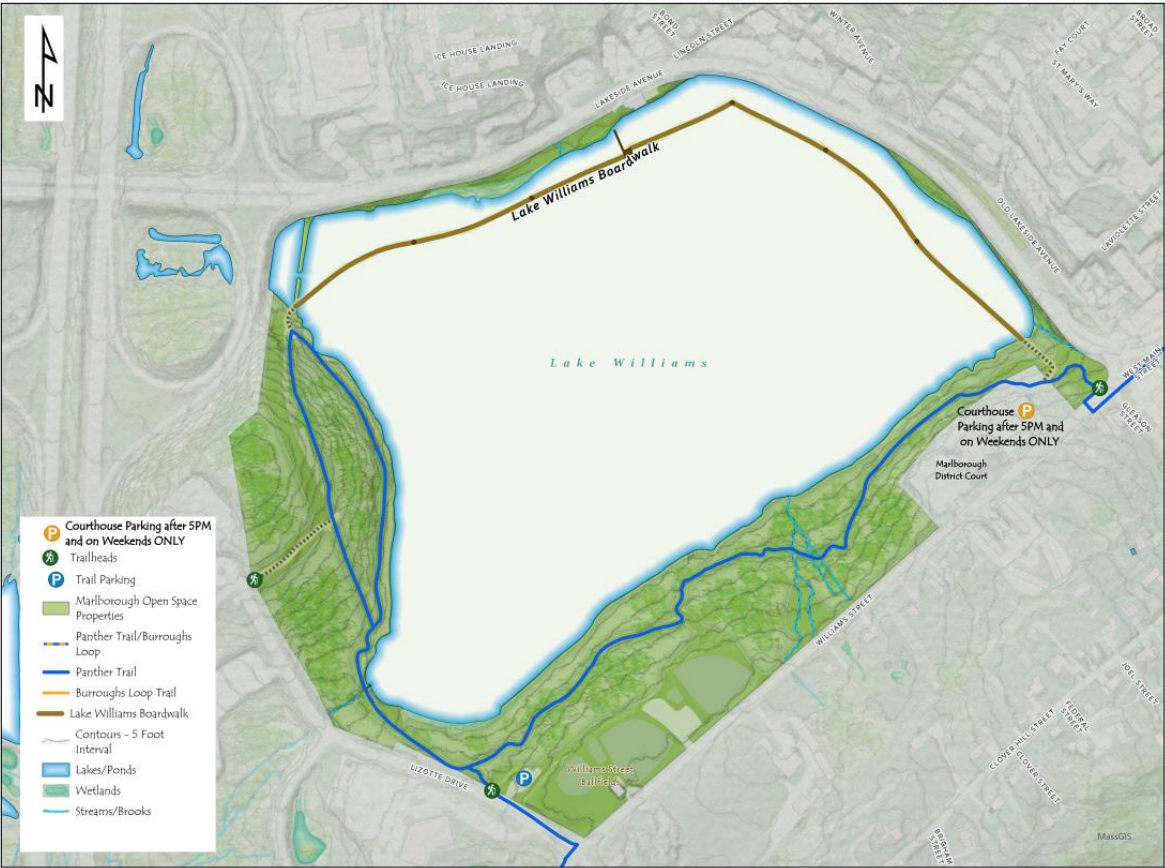 N
BOND
STREET
LINCOLN STREET
WINTER AVENUE
BROAD
STREET
FAY COURT
ST MARY'S WAY
ICE HOUSE LANDING
ICE HOUSE LANDING
LAKESIDE AVENUE
Lake Williams Boardwalk
OLD LAKESIDE AVENUE
LAVIOLETTE STREET
Lake Williams
WEST MAIN
STREET
GLEASON
STREET
Courthouse P
Parking after 5PM and
on Weekends ONLY
Marlborough
District Court
WILLIAMS STREET
JOEL STREET
FEDERAL
STREET
CLOVER HILL STREET
CLOVER STREET
BRIGHAM
STREET
LIZOTTE DRIVE
P
Williams Street
Ballfields
P Courthouse Parking after 5PM
and on Weekends ONLY
Trailheads
P Trail Parking
Marlborough Open Space
Properties
Panther Trail/Burroughs
Loop
Panther Trail
Burroughs Loop Trail
Lake Williams Boardwalk
Contours - 5 Foot
Interval
Lakes/Ponds
Wetlands
Streams/Brooks
MassGIS